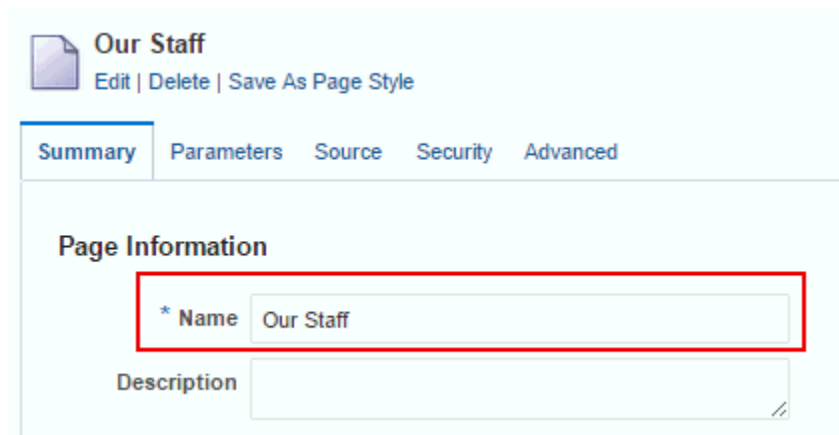 Our Staff
Edit | Delete | Save As Page Style
Summary Parameters Source Security Advanced
Page Information
* Name Our Staff
Description